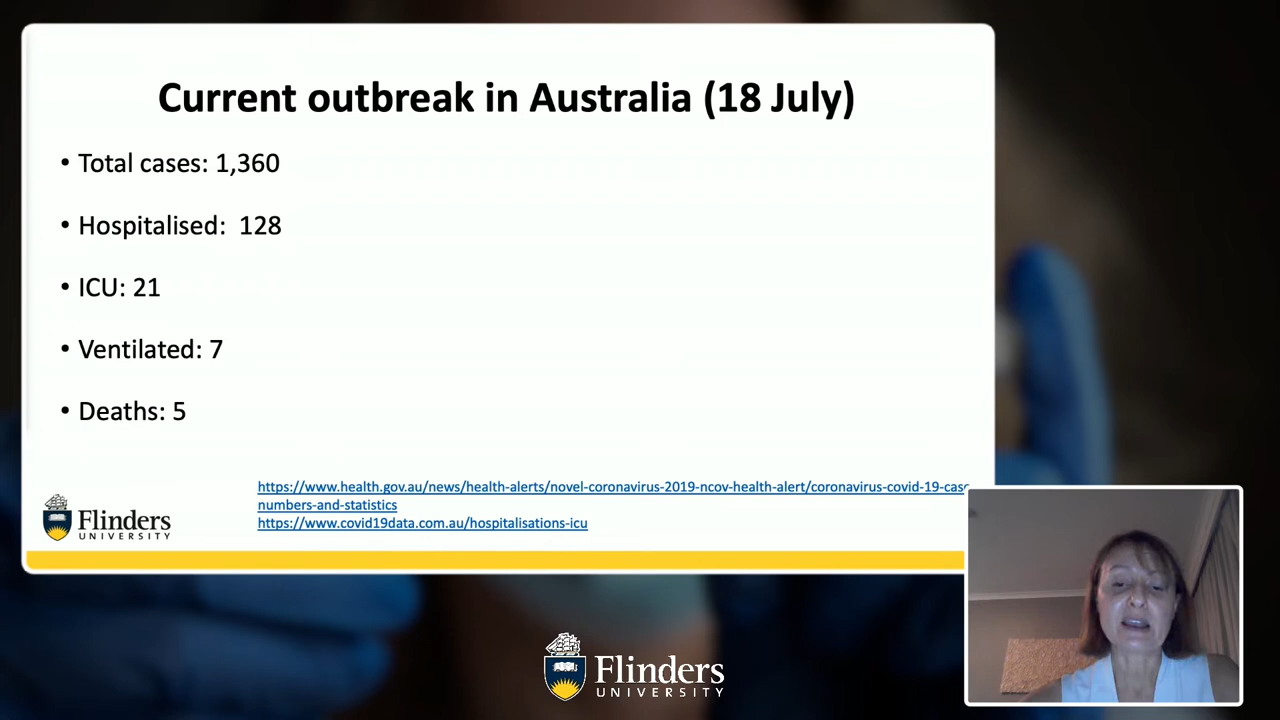 Current outbreak in Australia (18 July)
• Total cases: 1,360
• Hospitalised: 128
• ICU: 21
• Ventilated: 7
• Deaths: 5
https://www.health.gov.au/news/health-alerts/novel-coronavirus-2019-ncov-health-alert/coronavirus-covid-19-case
numbers-and-statistics
https://www.covid19data.com.au/hospitalisations-icu
Flinders
UNIVERSITY
Flinders
UNIVERSITY